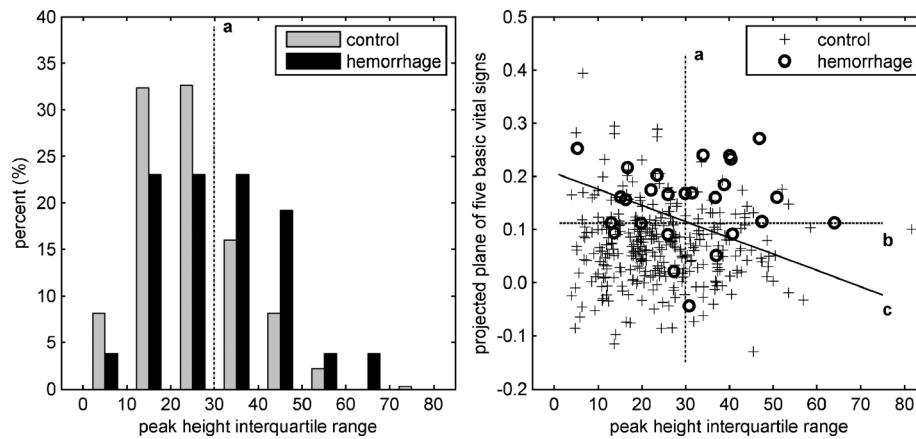 a
control
hemorrhage
40
35
30
25
20
15
10
5
0
percent (%)
0 10 20 30 40 50 60 70 80
peak height interquartile range
a
control
hemorrhage
0.5
0.4
0.3
0.2
0.1
0.0
-0.1
-0.2
projected plane of five basic vital signs
b
c
0 10 20 30 40 50 60 70 80
peak height interquartile range